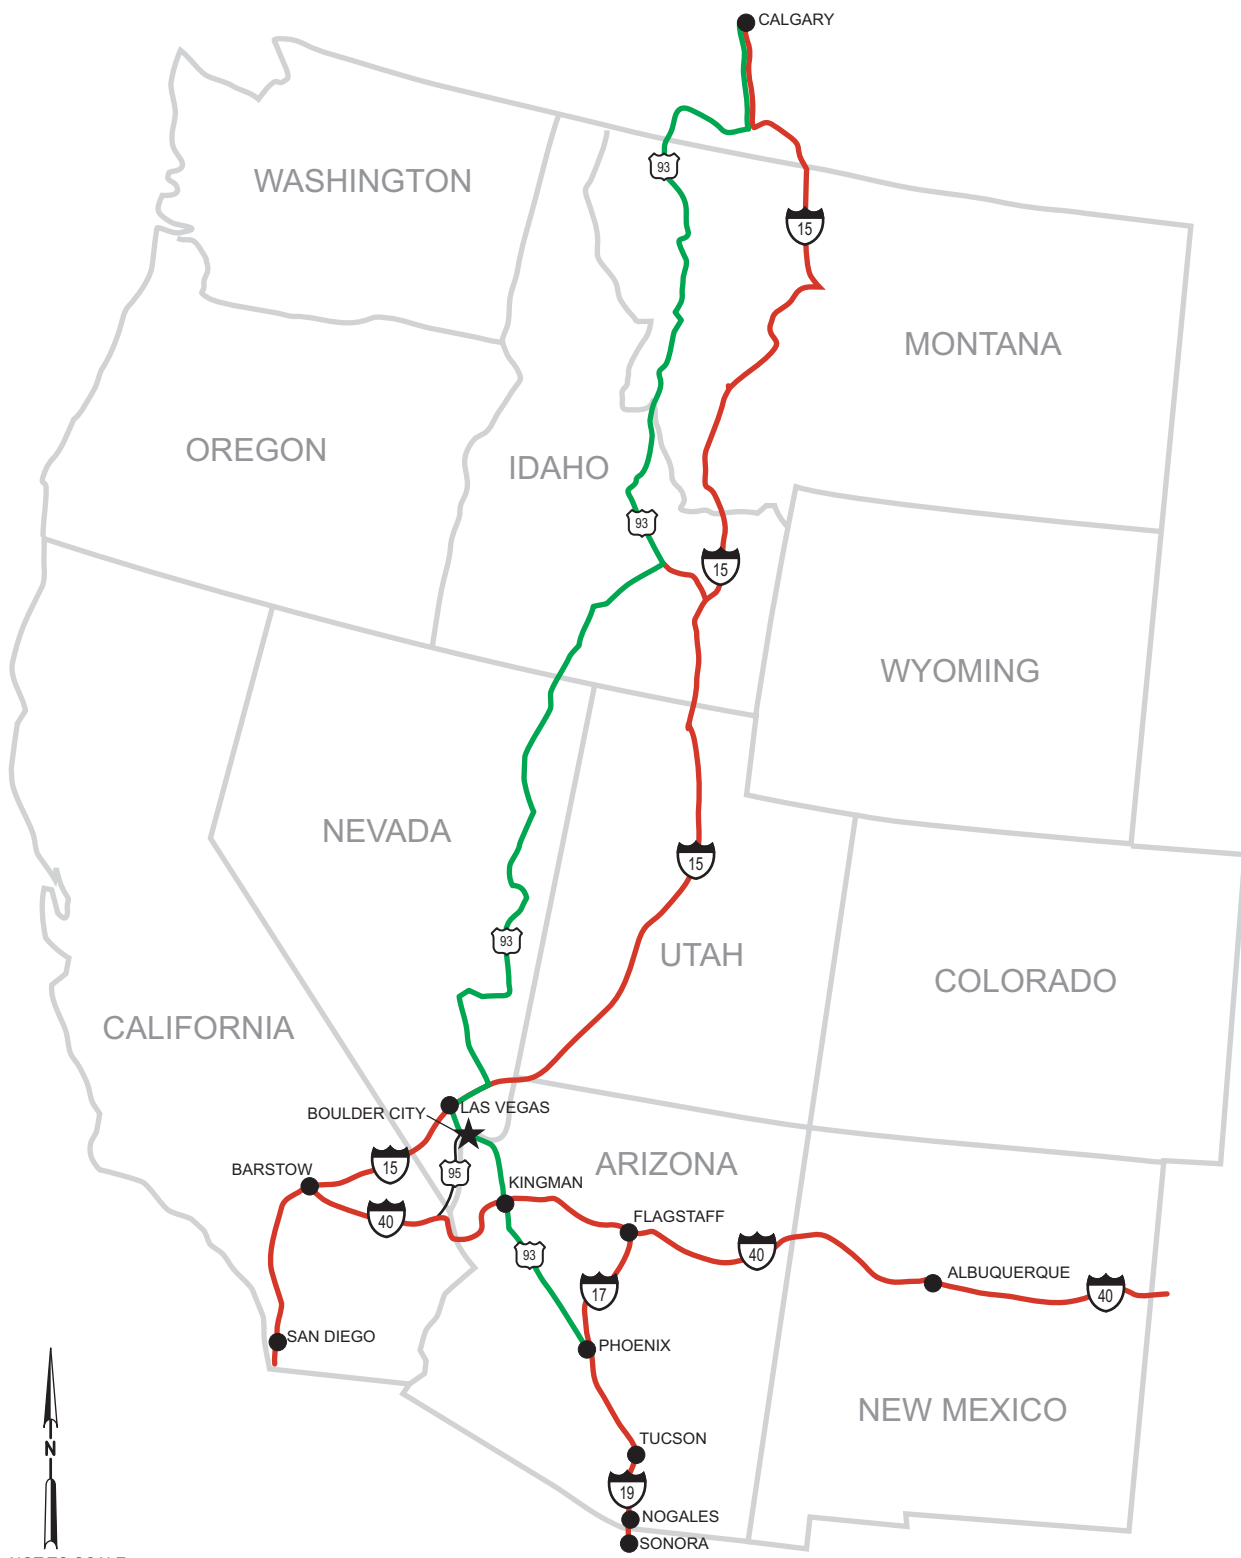 CALGARY
93
WASHINGTON
15
MONTANA
OREGON
IDAHO
93
15
WYOMING
NEVADA
15
93
UTAH
COLORADO
CALIFORNIA
LAS VEGAS
BOULDER CITY
BARSTOW
15
95
ARIZONA
KINGMAN
40
FLAGSTAFF
93
40
17
ALBUQUERQUE
40
SAN DIEGO
PHOENIX
NEW MEXICO
N
TUCSON
19
NOGALES
SONORA